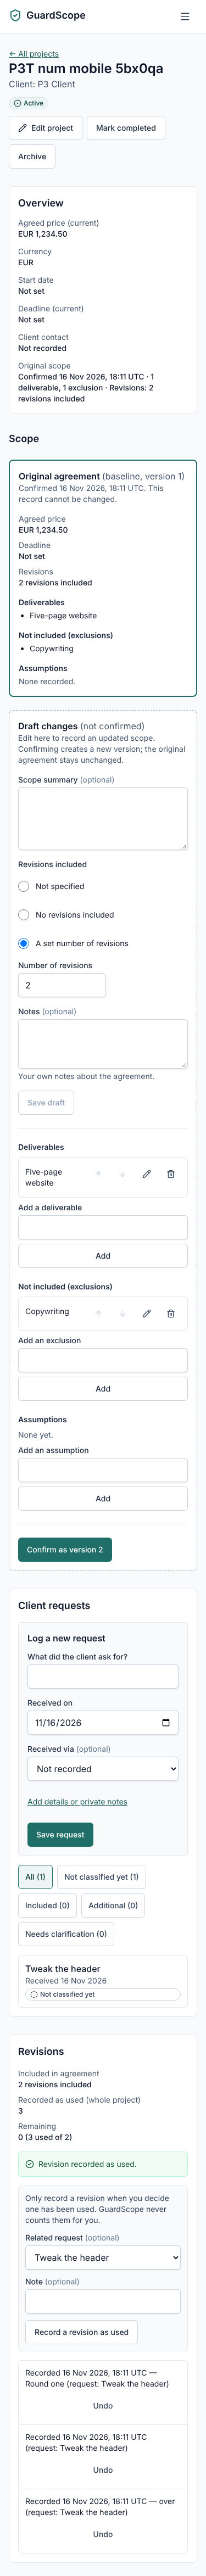 GuardScope
← All projects
P3T num mobile 5bx0qa
Client: P3 Client
Active
Edit project
Mark completed
Archive
Overview
Agreed price (current)
EUR 1,234.50
Currency
EUR
Start date
Not set
Deadline (current)
Not set
Client contact
Not recorded
Original scope
Confirmed 16 Nov 2026, 18:11 UTC · 1
deliverable, 1 exclusion · Revisions: 2
revisions included
Scope
Original agreement (baseline, version 1)
Confirmed 16 Nov 2026, 18:11 UTC. This
record cannot be changed.
Agreed price
EUR 1,234.50
Deadline
Not set
Revisions
2 revisions included
Deliverables
• Five-page website
Not included (exclusions)
• Copywriting
Assumptions
None recorded.
Draft changes (not confirmed)
Edit here to record an updated scope.
Confirming creates a new version; the original
agreement stays unchanged.
Scope summary (optional)
Revisions included
Not specified
No revisions included
A set number of revisions
Number of revisions
2
Notes (optional)
Your own notes about the agreement.
Save draft
Deliverables
Five-page
website
Add a deliverable
Add
Not included (exclusions)
Copywriting
Add an exclusion
Add
Assumptions
None yet.
Add an assumption
Add
Confirm as version 2
Client requests
Log a new request
What did the client ask for?
Received on
11/16/2026
Received via (optional)
Not recorded
Add details or private notes
Save request
All (1)
Not classified yet (1)
Included (0)
Additional (0)
Needs clarification (0)
Tweak the header
Received 16 Nov 2026
Not classified yet
Revisions
Included in agreement
2 revisions included
Recorded as used (whole project)
3
Remaining
0 (3 used of 2)
Revision recorded as used.
Only record a revision when you decide
one has been used. GuardScope never
counts them for you.
Related request (optional)
Tweak the header
Note (optional)
Record a revision as used
Recorded 16 Nov 2026, 18:11 UTC —
Round one (request: Tweak the header)
Undo
Recorded 16 Nov 2026, 18:11 UTC
(request: Tweak the header)
Undo
Recorded 16 Nov 2026, 18:11 UTC — over
(request: Tweak the header)
Undo